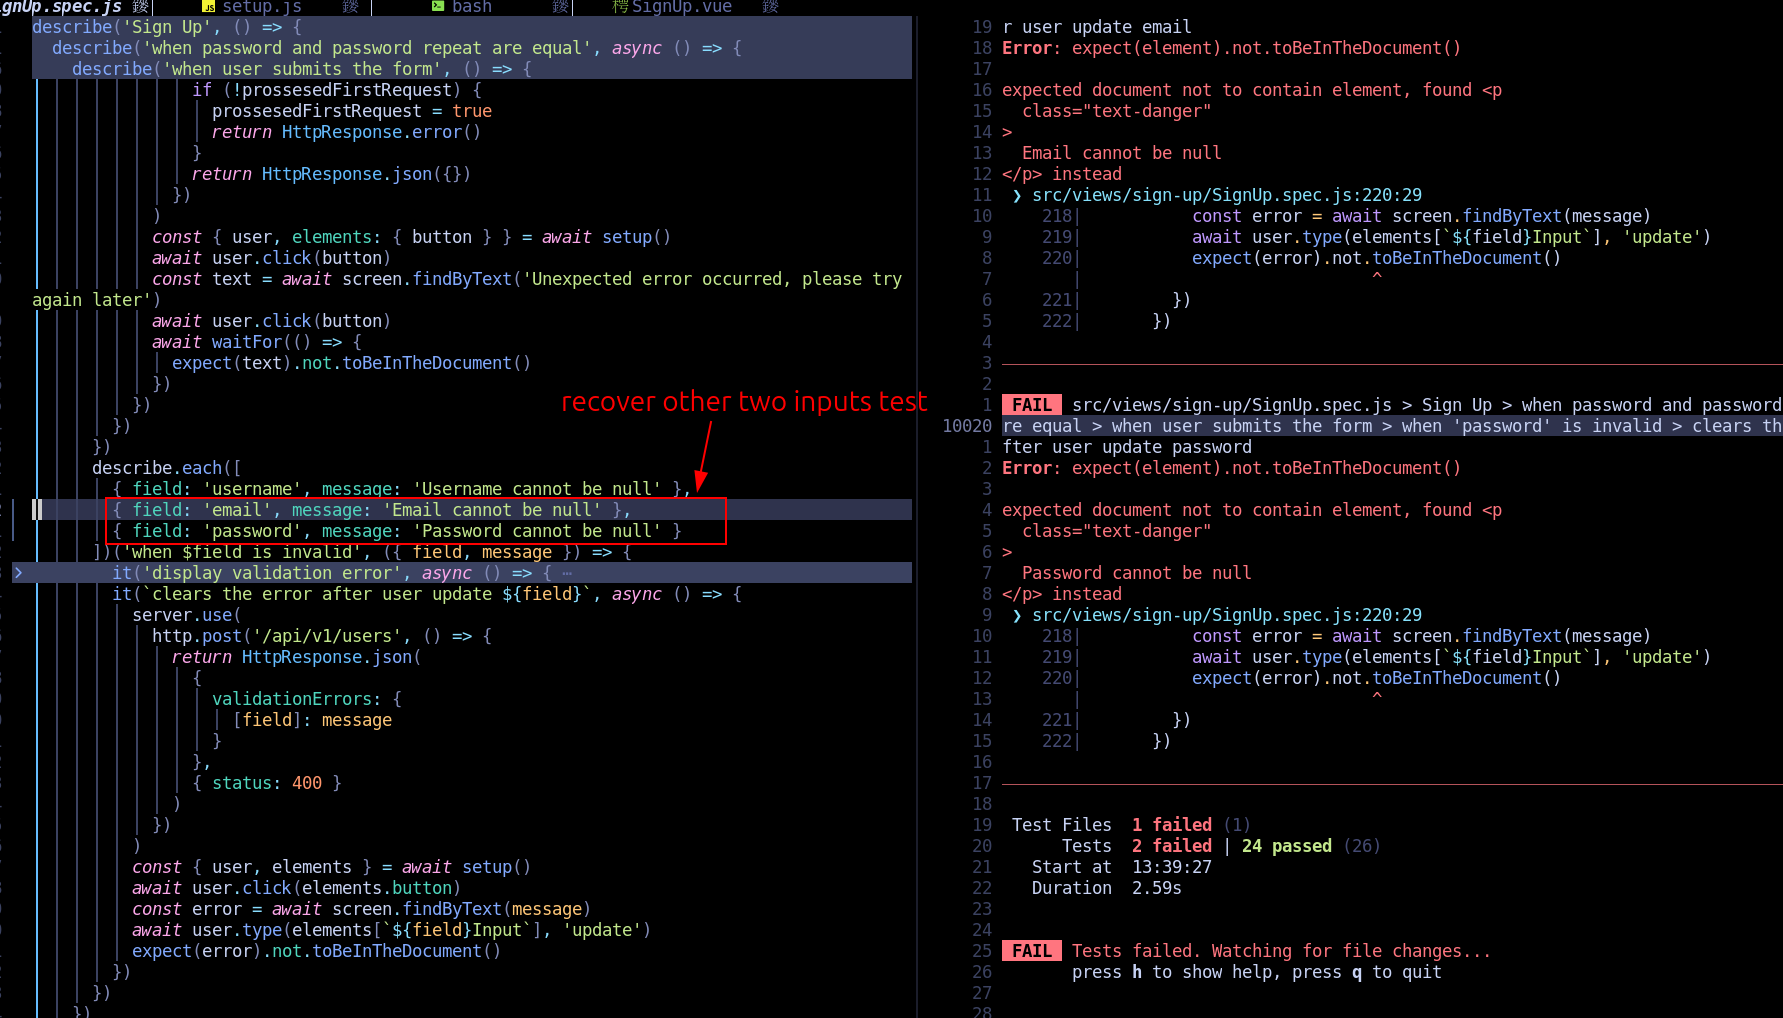 gnUp.spec.js
setup.js
bash
SignUp.vue
describe('Sign Up', () => {
describe('when password and password repeat are equal', async () => {
describe('when user submits the form', () => {
if (!prossesedFirstRequest) {
prossesedFirstRequest = true
return HttpResponse.error()
}
return HttpResponse.json({})
})
)
const { user, elements: { button } } = await setup()
await user.click(button)
const text = await screen.findByText('Unexpected error occurred, please try
again later')
await user.click(button)
await waitFor(() => {
expect(text).not.toBeInTheDocument()
})
})
})
})
recover other two inputs test
describe.each([
{ field: 'username', message: 'Username cannot be null' },
{ field: 'email', message: 'Email cannot be null' },
{ field: 'password', message: 'Password cannot be null' }
])('when $field is invalid', ({ field, message }) => {
> it('display validation error', async () => { ⋯
it(`clears the error after user update ${field}`, async () => {
server.use(
http.post('/api/v1/users', () => {
return HttpResponse.json(
{
validationErrors: {
[field]: message
}
},
{ status: 400 }
)
})
)
const { user, elements } = await setup()
await user.click(elements.button)
const error = await screen.findByText(message)
await user.type(elements[`${field}Input`], 'update')
expect(error).not.toBeInTheDocument()
})
})
})
19 r user update email
18 Error: expect(element).not.toBeInTheDocument()
17
16 expected document not to contain element, found <p
15 class="text-danger"
14 >
13 Email cannot be null
12 </p> instead
11 ❯ src/views/sign-up/SignUp.spec.js:220:29
10 218| const error = await screen.findByText(message)
9 219| await user.type(elements[`${field}Input`], 'update')
8 220| expect(error).not.toBeInTheDocument()
7 | ^
6 221| })
5 222| })
4
3
2
1 FAIL src/views/sign-up/SignUp.spec.js > Sign Up > when password and password
10020 re equal > when user submits the form > when 'password' is invalid > clears th
1 fter user update password
2 Error: expect(element).not.toBeInTheDocument()
3
4 expected document not to contain element, found <p
5 class="text-danger"
6 >
7 Password cannot be null
8 </p> instead
9 ❯ src/views/sign-up/SignUp.spec.js:220:29
10 218| const error = await screen.findByText(message)
11 219| await user.type(elements[`${field}Input`], 'update')
12 220| expect(error).not.toBeInTheDocument()
13 | ^
14 221| })
15 222| })
16
17
18
19 Test Files 1 failed (1)
20 Tests 2 failed | 24 passed (26)
21 Start at 13:39:27
22 Duration 2.59s
23
24
25 FAIL Tests failed. Watching for file changes...
26 press h to show help, press q to quit
27
28